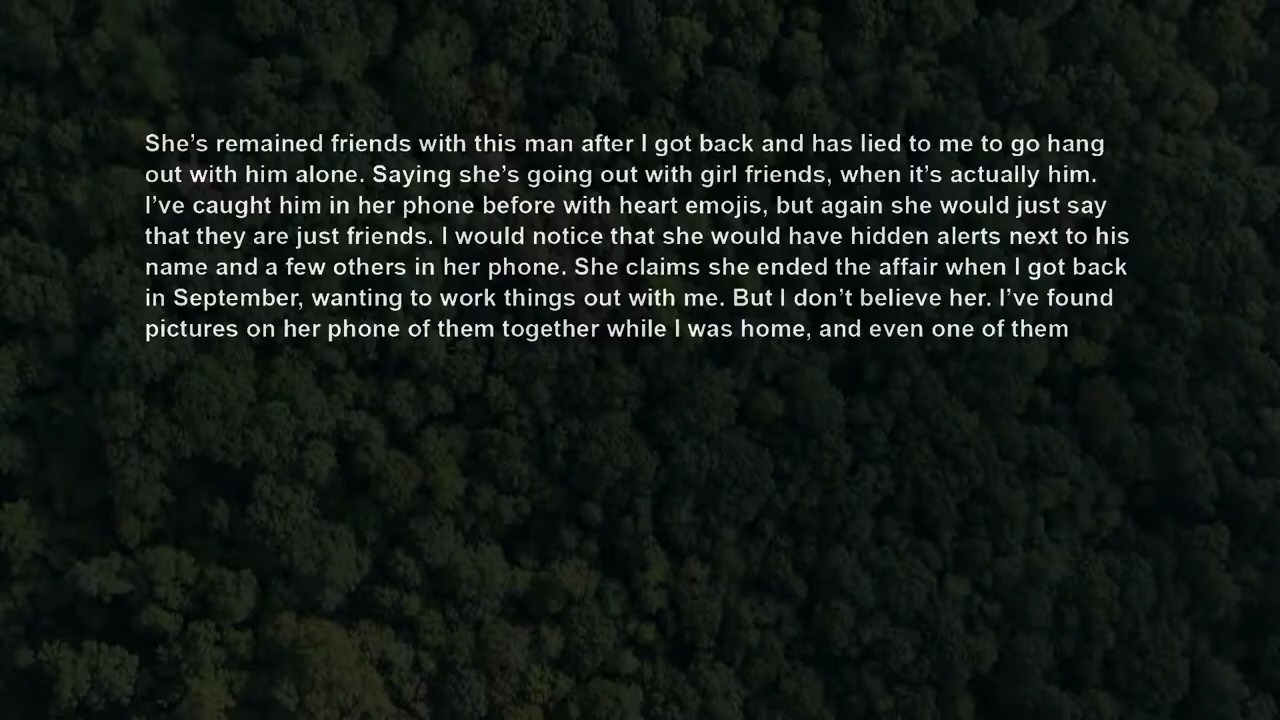 She’s remained friends with this man after I got back and has lied to me to go hang
out with him alone. Saying she’s going out with girl friends, when it’s actually him.
I’ve caught him in her phone before with heart emojis, but again she would just say
that they are just friends. I would notice that she would have hidden alerts next to his
name and a few others in her phone. She claims she ended the affair when I got back
in September, wanting to work things out with me. But I don’t believe her. I’ve found
pictures on her phone of them together while I was home, and even one of them